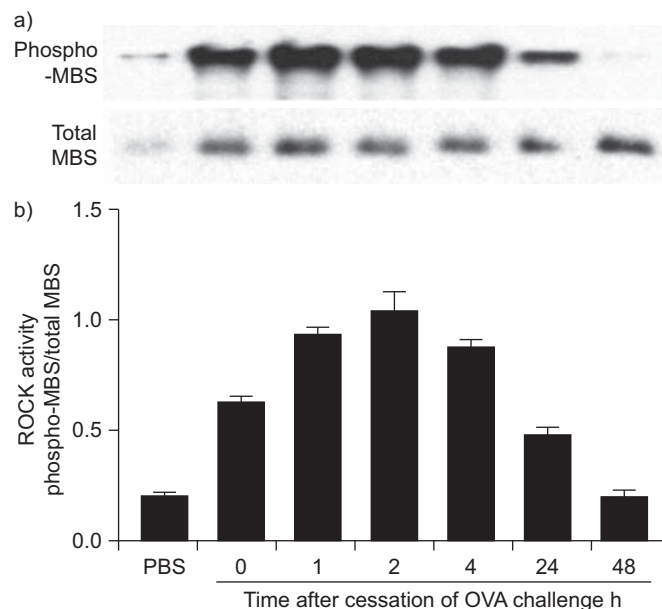 a)
Phospho
-MBS
Total
MBS
b)
1.5
1.0
0.5
0.0
ROCK activity
phospho-MBS/total MBS
PBS 0 1 2 4 24 48
Time after cessation of OVA challenge h